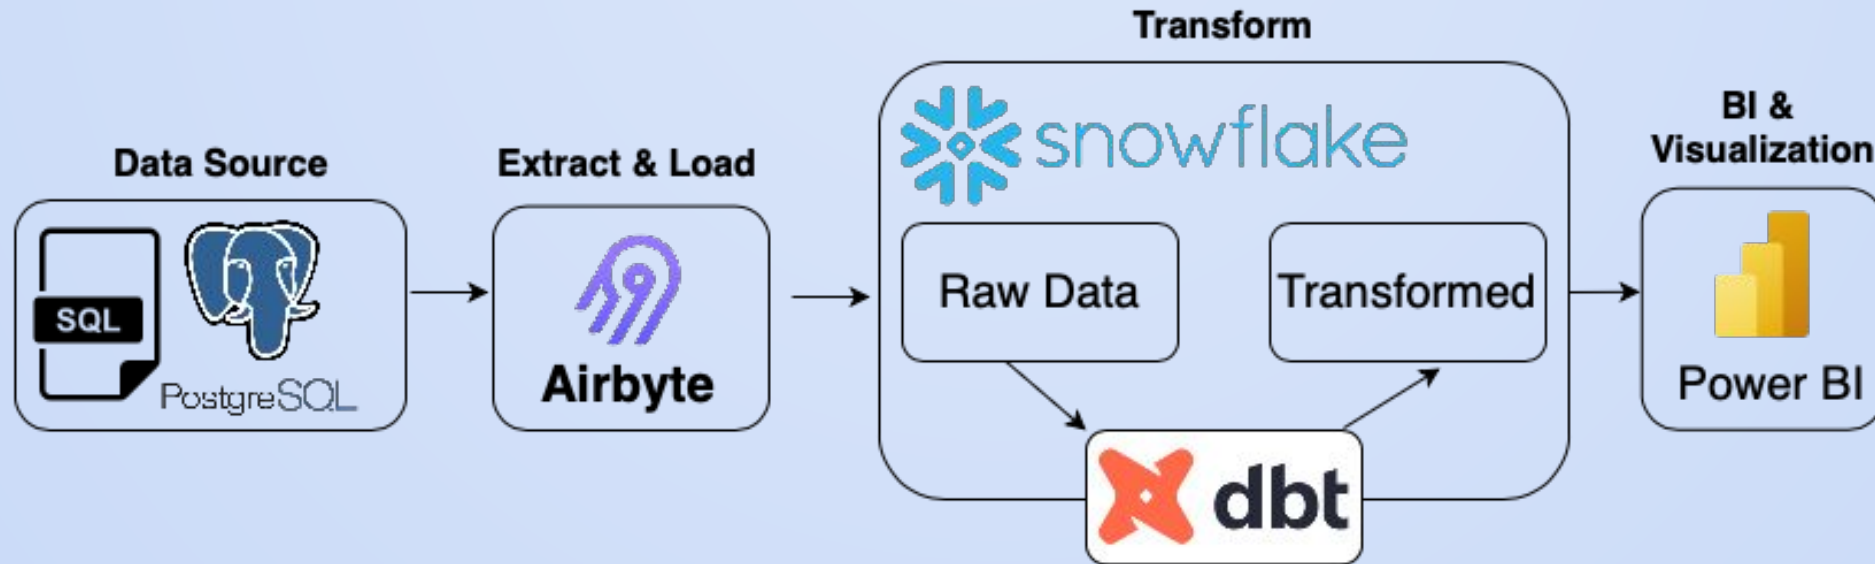 Data Source
SQL
PostgreSQL
Extract & Load
Airbyte
Transform
snowflake
Raw Data
Transformed
dbt
BI &
Visualization
Power BI